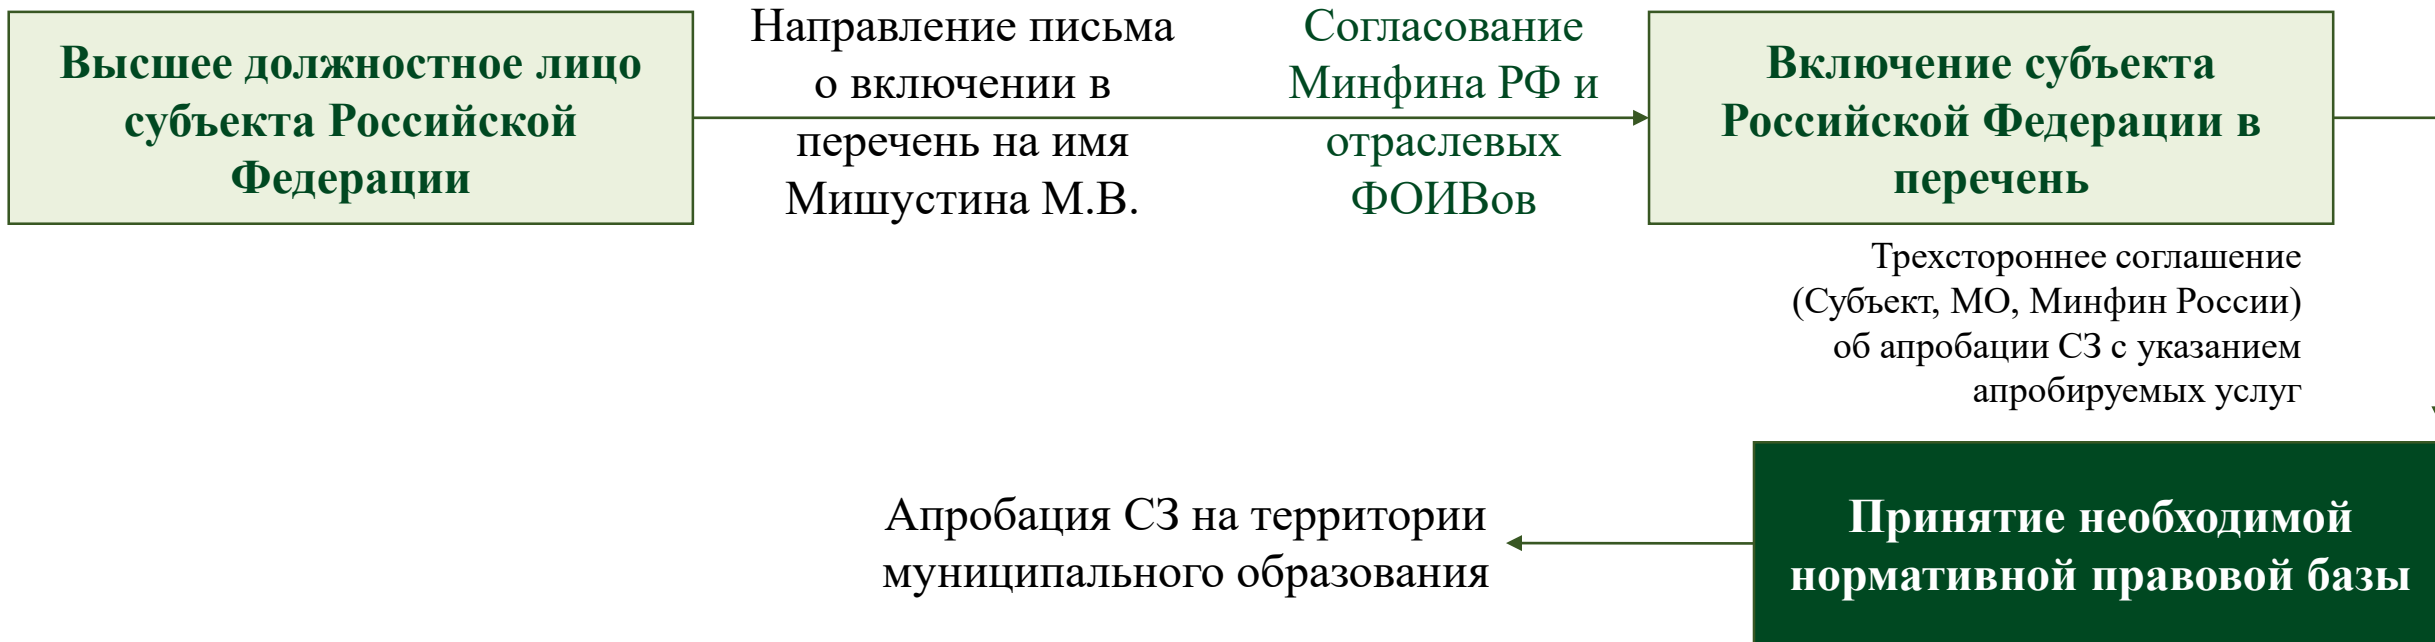 Высшее должностное лицо
субъекта Российской
Федерации
Направление письма
о включении в
перечень на имя
Мишустина М.В.
Согласование
Минфина РФ и
отраслевых
ФОИВов
Включение субъекта
Российской Федерации в
перечень
Трехстороннее соглашение
(Субъект, МО, Минфин России)
об апробации СЗ с указанием
апробируемых услуг
Принятие необходимой
нормативной правовой базы
Апробация СЗ на территории
муниципального образования